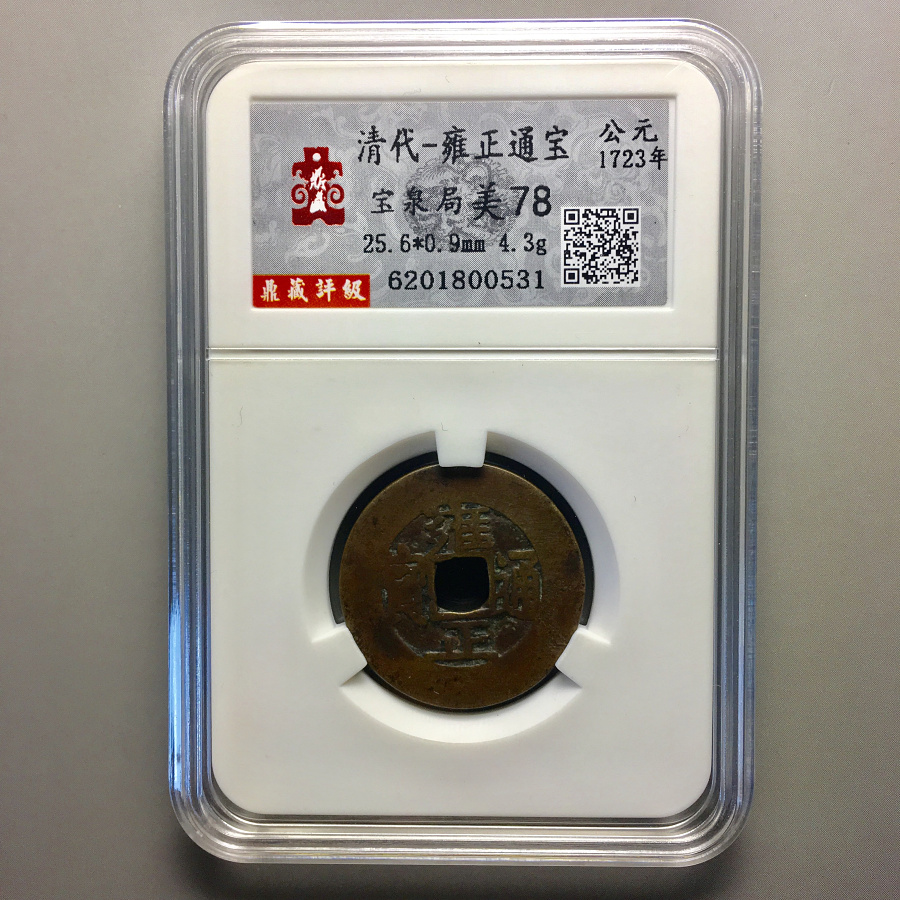 清代-雍正通宝
公元
1723年
宝泉局 美78
25.6*0.9mm 4.3g
鼎藏評級
6201800531
雍
正
通